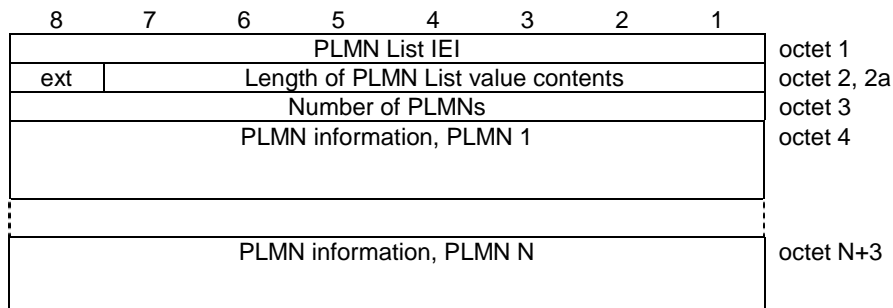 8 7 6 5 4 3 2 1
PLMN List IEI octet 1
ext Length of PLMN List value contents octet 2, 2a
Number of PLMNs octet 3
PLMN information, PLMN 1 octet 4
PLMN information, PLMN N octet N+3